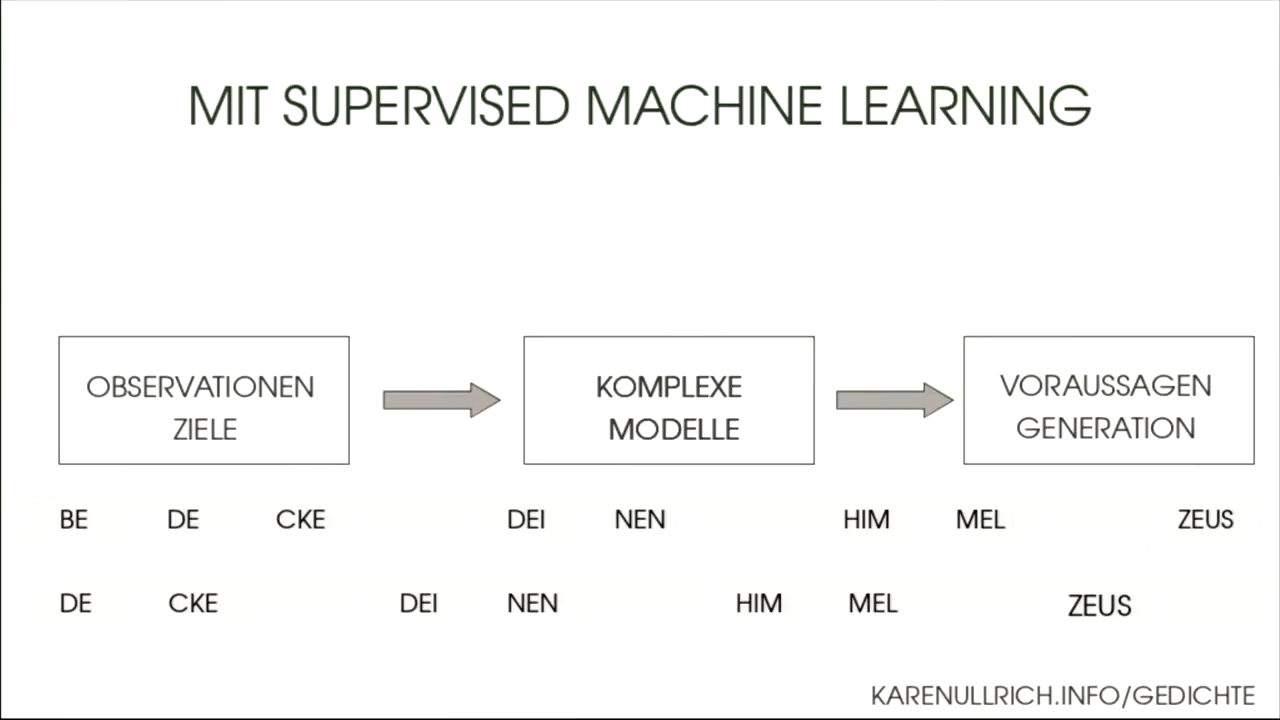 MIT SUPERVISED MACHINE LEARNING
OBSERVATIONEN
ZIELE
KOMPLEXE
MODELLE
VORAUSSAGEN
GENERATION
BE DE CKE DEI NEN HIM MEL ZEUS
DE CKE DEI NEN HIM MEL ZEUS
KARENULLRICH.INFO/GEDICHTE